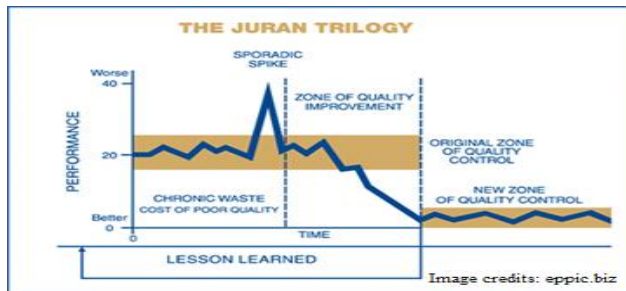 THE JURAN TRILOGY
SPORADIC
SPIKE
Worse
40
ZONE OF QUALITY
IMPROVEMENT
PERFORMANCE
20
ORIGINAL ZONE
OF QUALITY
CONTROL
CHRONIC WASTE
COST OF POOR QUALITY
NEW ZONE
OF QUALITY CONTROL
Better
0
0
TIME
LESSON LEARNED
Image credits: eppic.biz